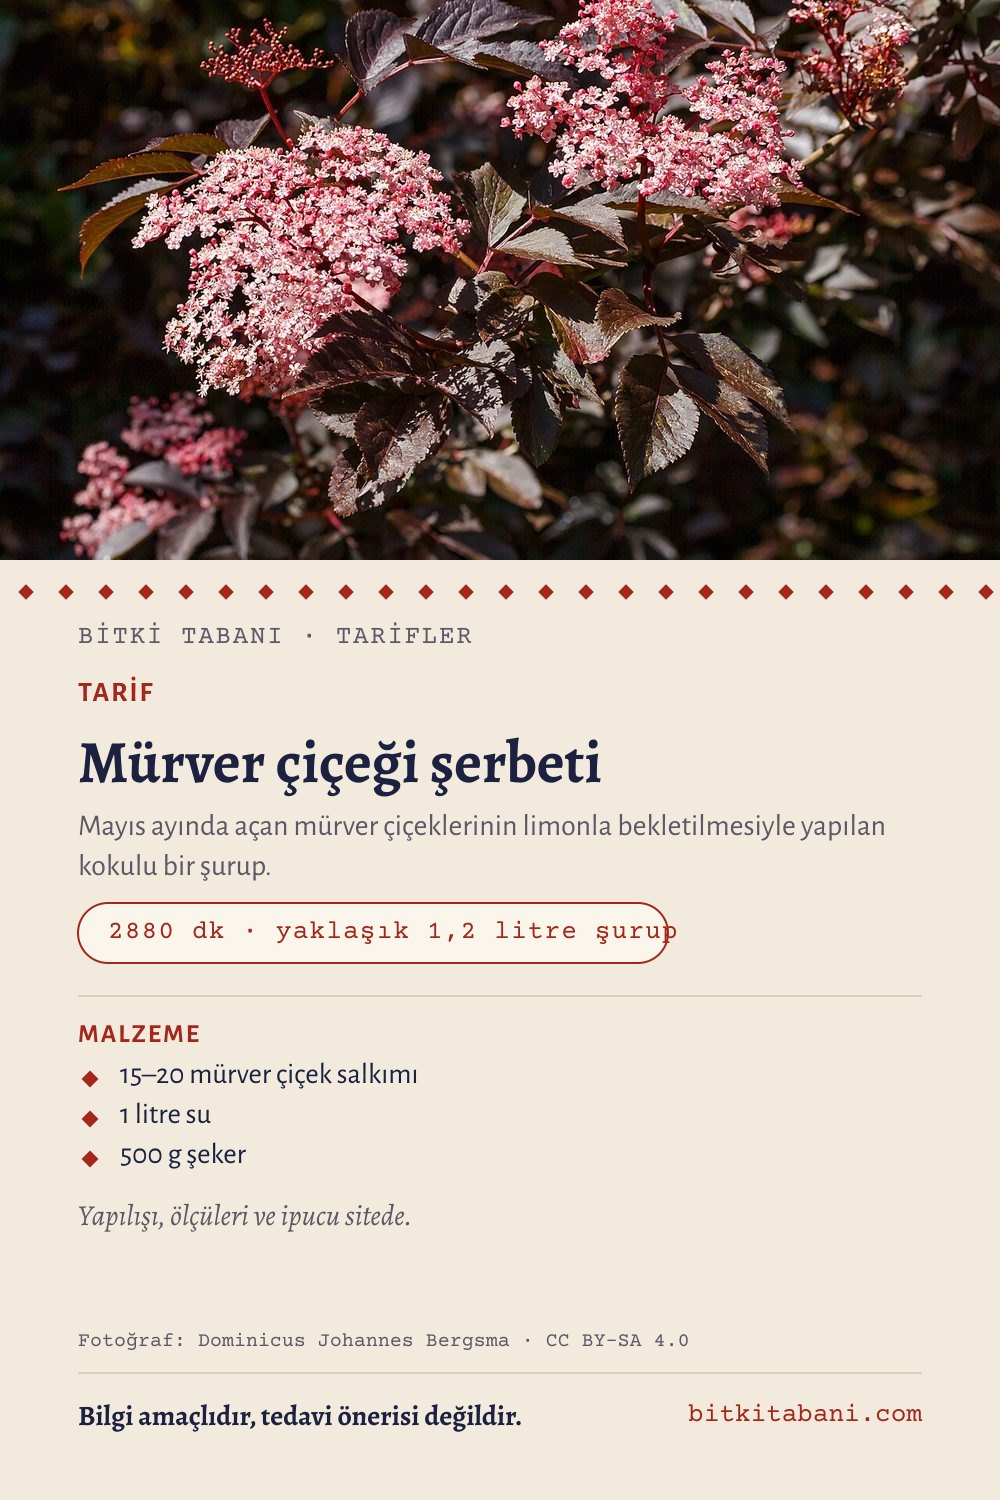 BİTKİ TABANI · TARİFLER
TARİF
Mürver çiçeği şerbeti
Mayıs ayında açan mürver çiçeklerinin limonla bekletilmesiyle yapılan
kokulu bir şurup.
2880 dk · yaklaşık 1,2 litre şurup
MALZEME
15–20 mürver çiçek salkımı
1 litre su
500 g şeker
Yapılışı, ölçüleri ve ipucu sitede.
Fotoğraf: Dominicus Johannes Bergsma · CC BY-SA 4.0
Bilgi amaçlıdır, tedavi önerisi değildir.
bitkitabani.com